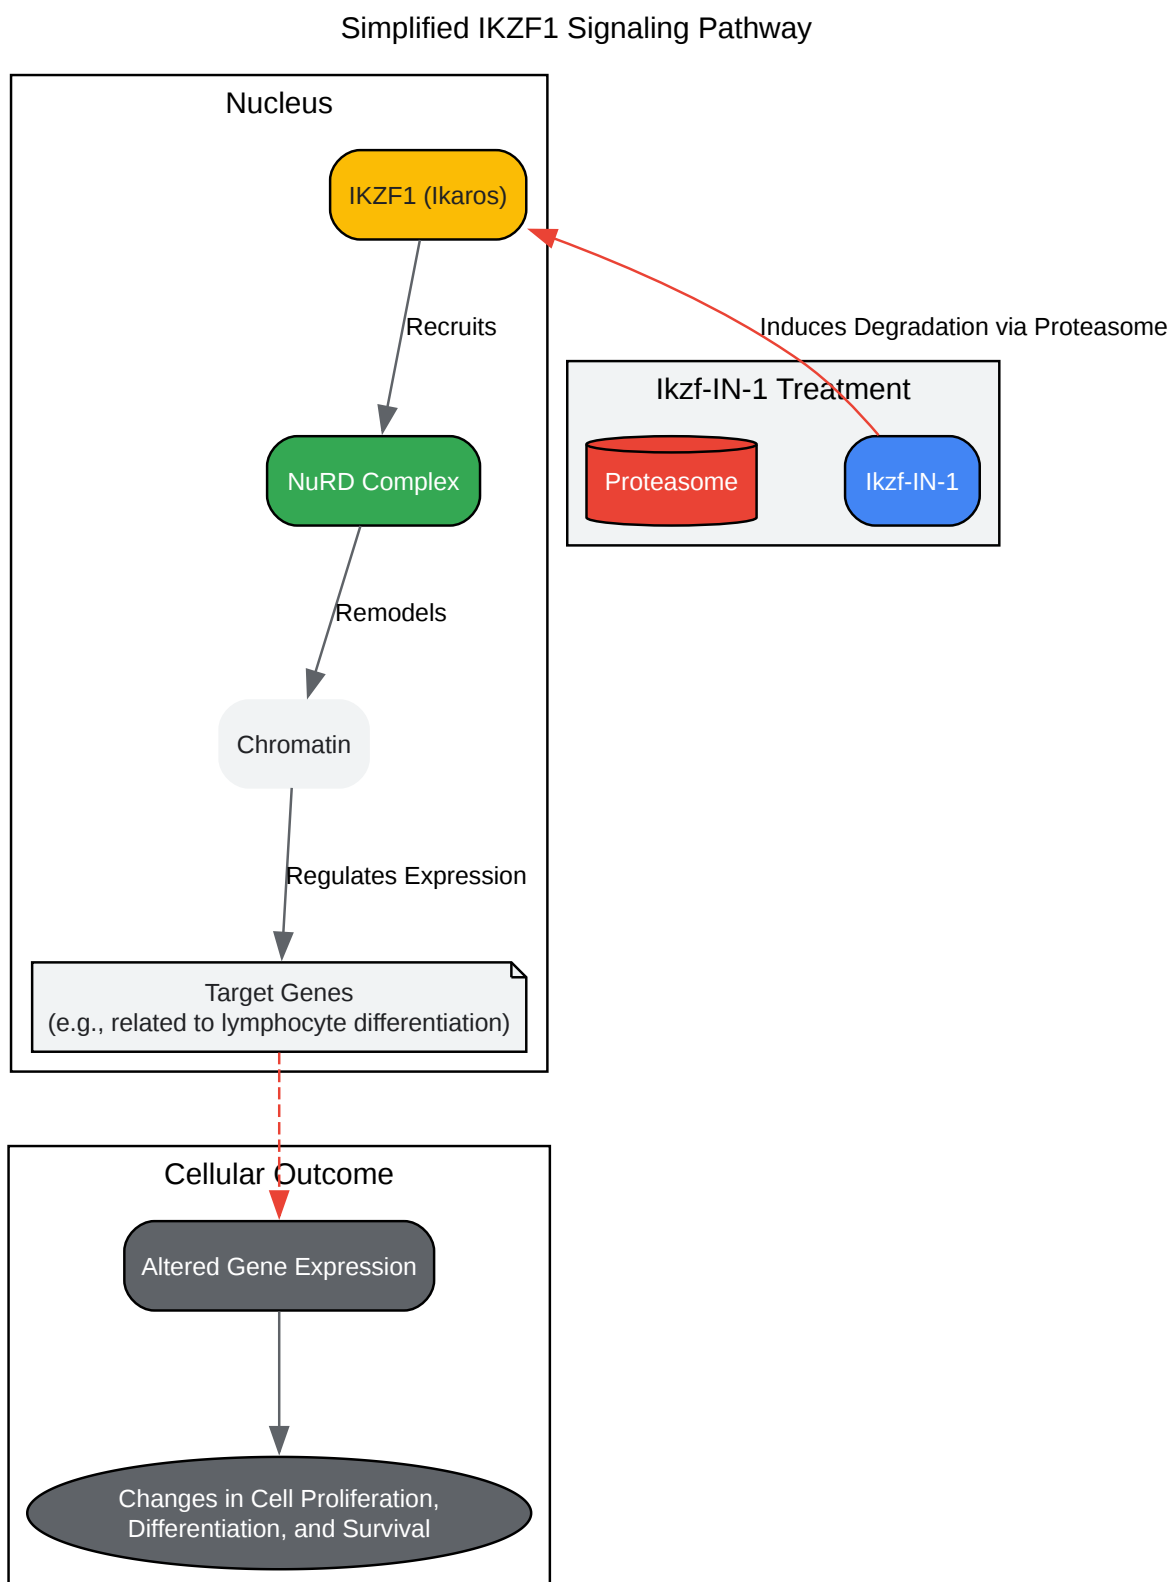 Simplified IKZF1 Signaling Pathway
Nucleus
IKZF1 (Ikaros)
Recruits
Induces Degradation via Proteasome
Ikzf-IN-1 Treatment
NuRD Complex
Proteasome
Ikzf-IN-1
Remodels
Chromatin
Regulates Expression
Target Genes
(e.g., related to lymphocyte differentiation)
Cellular Outcome
Altered Gene Expression
Changes in Cell Proliferation,
Differentiation, and Survival